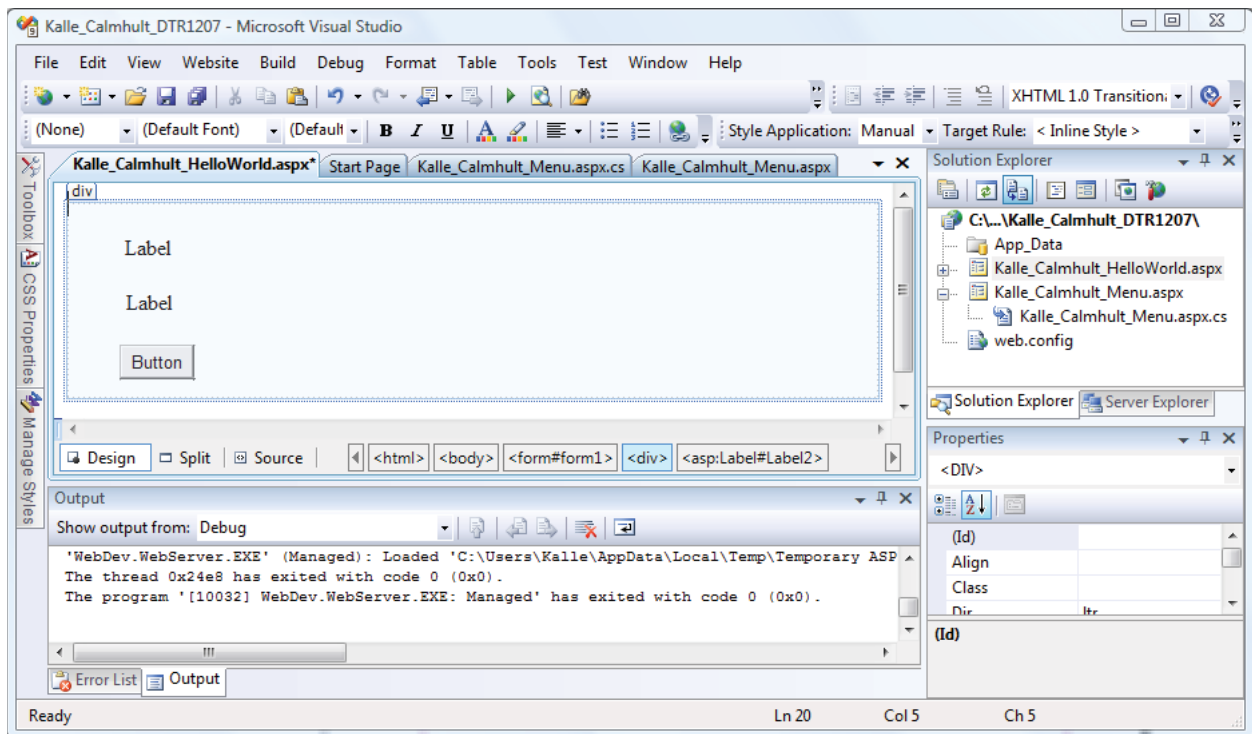 Kalle_Calmhult_DTR1207 - Microsoft Visual Studio
File Edit View Website Build Debug Format Table Tools Test Window Help
XHTML 1.0 Transition
(None) (Default Font) (Default B I U Style Application: Manual Target Rule: < Inline Style >
Kalle_Calmhult_HelloWorld.aspx* Start Page Kalle_Calmhult_Menu.aspx.cs Kalle_Calmhult_Menu.aspx
Toolbox
CSS Properties
Manage Styles
div
Label
Label
Button
Design Split Source <html> <body> <form#form1> <div> <asp:Label#Label2>
Output
Show output from: Debug
'WebDev.WebServer.EXE' (Managed): Loaded 'C:\Users\Kalle\AppData\Local\Temp\Temporary ASP
The thread 0x24e8 has exited with code 0 (0x0).
The program '[10032] WebDev.WebServer.EXE: Managed' has exited with code 0 (0x0).
Error List Output
Solution Explorer
C:\...\Kalle_Calmhult_DTR1207\
App_Data
Kalle_Calmhult_HelloWorld.aspx
Kalle_Calmhult_Menu.aspx
Kalle_Calmhult_Menu.aspx.cs
web.config
Solution Explorer Server Explorer
Properties
<DIV>
(Id)
Align
Class
Dir ltr
(Id)
Ready Ln 20 Col 5 Ch 5